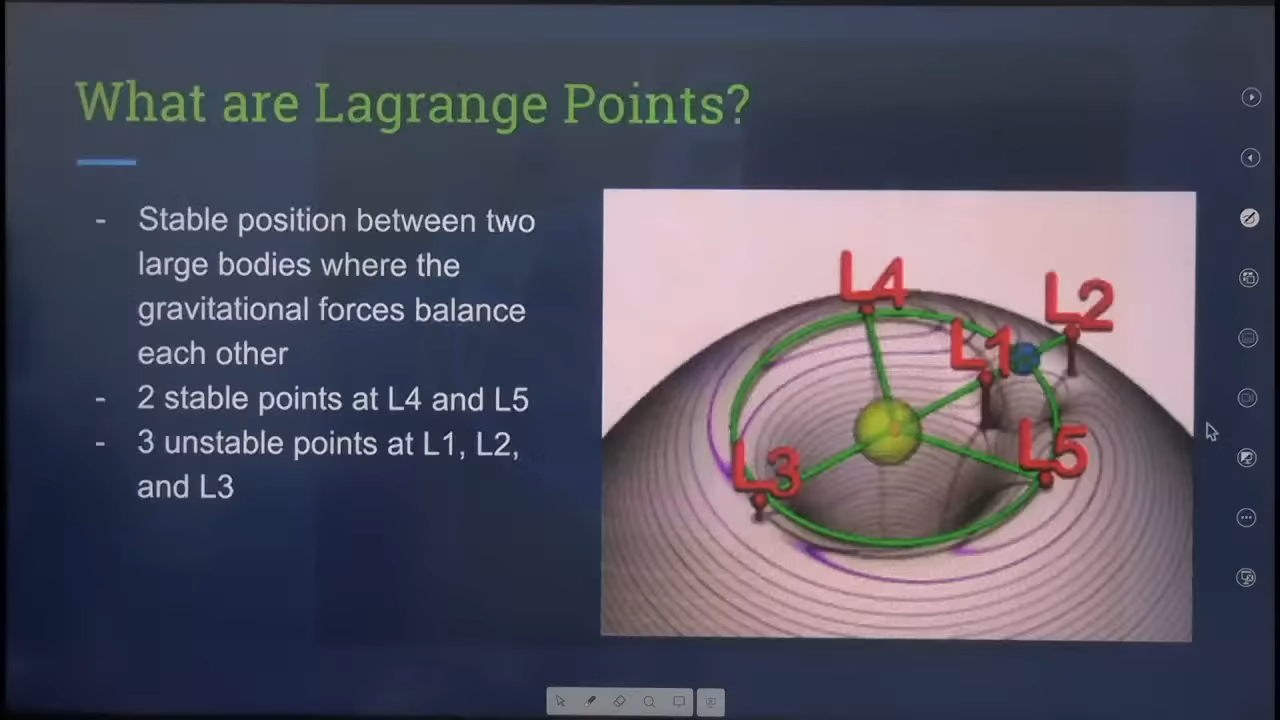 What are Lagrange Points?
- Stable position between two
large bodies where the
gravitational forces balance
each other
- 2 stable points at L4 and L5
- 3 unstable points at L1, L2,
and L3
L4
L2
L1
L5
L3